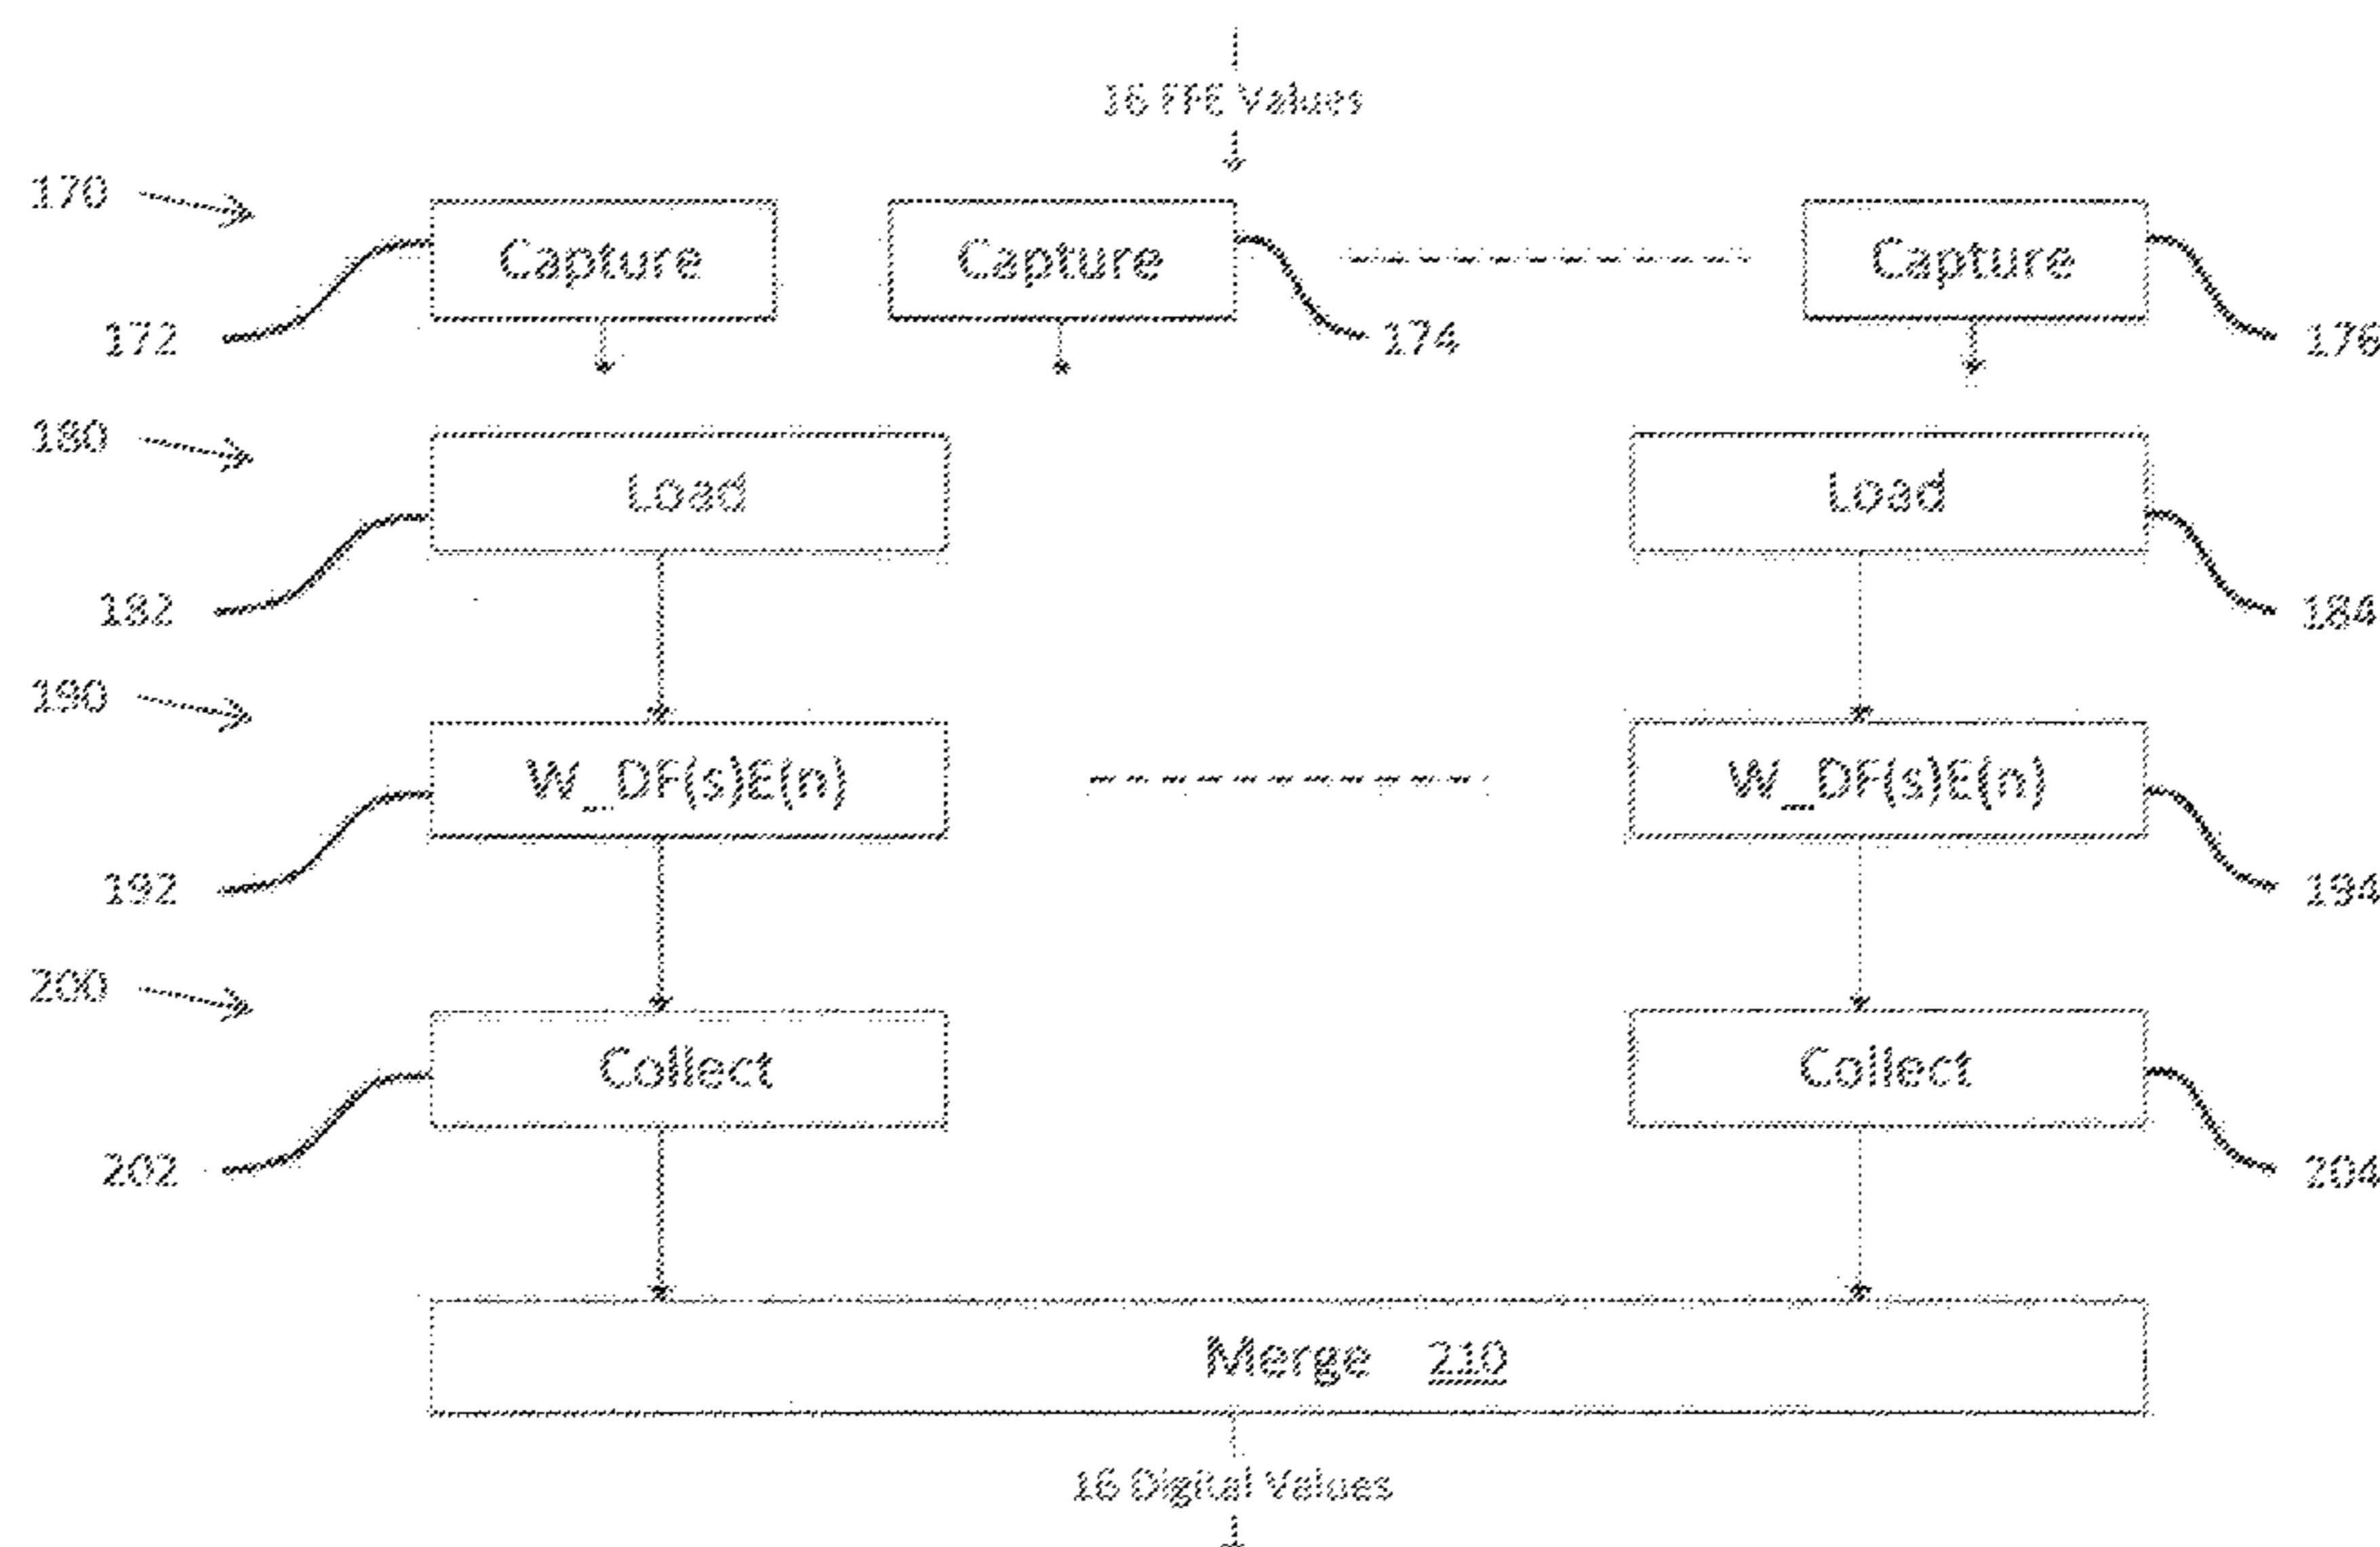 16 FFE Values
170
Capture
Capture
Capture
172
174
176
180
Load
Load
182
184
190
W_DF(s)E(n)
W_DF(s)E(n)
192
194
200
Collect
Collect
202
204
Merge 210
16 Digital Values